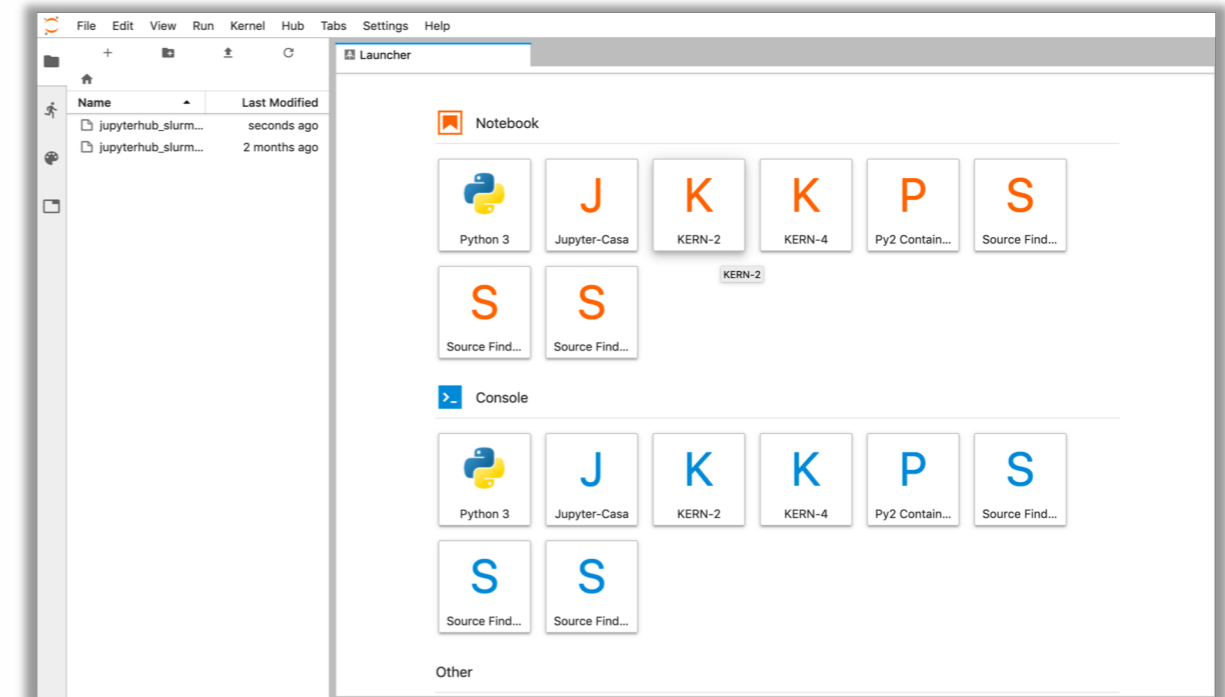 File Edit View Run Kernel Hub Tabs Settings Help
Launcher
Name Last Modified
jupyterhub_slurm... seconds ago
jupyterhub_slurm... 2 months ago
Notebook
J K K P S
Python 3 Jupyter-Casa KERN-2 KERN-4 Py2 Contain... Source Find...
KERN-2
S S
Source Find... Source Find...
Console
J K K P S
Python 3 Jupyter-Casa KERN-2 KERN-4 Py2 Contain... Source Find...
S S
Source Find... Source Find...
Other